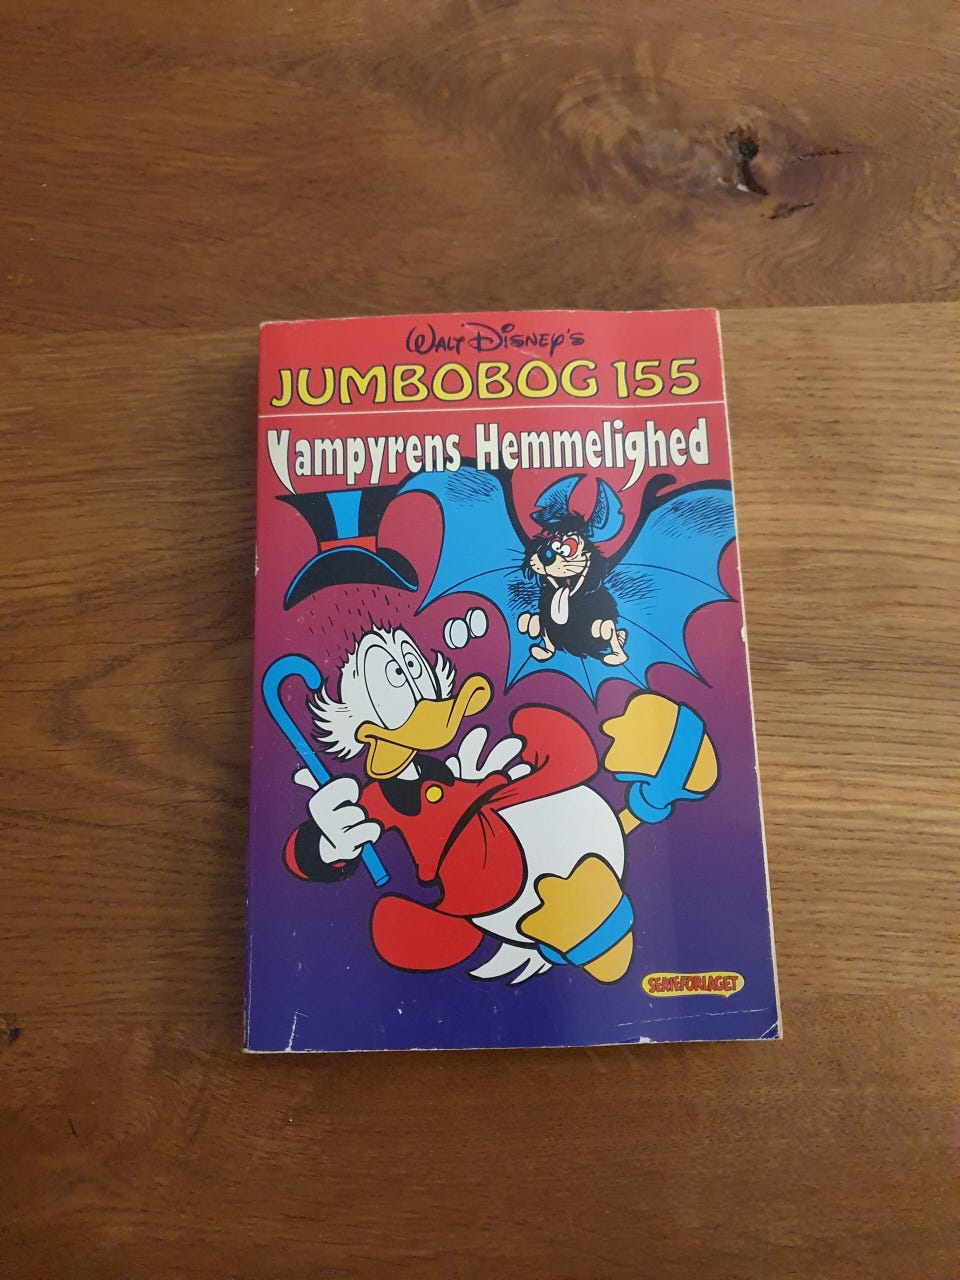 WALT DISNEY'S
JUMBOBOG 155
Vampyrens Hemmelighed
SERIEFORLAGET